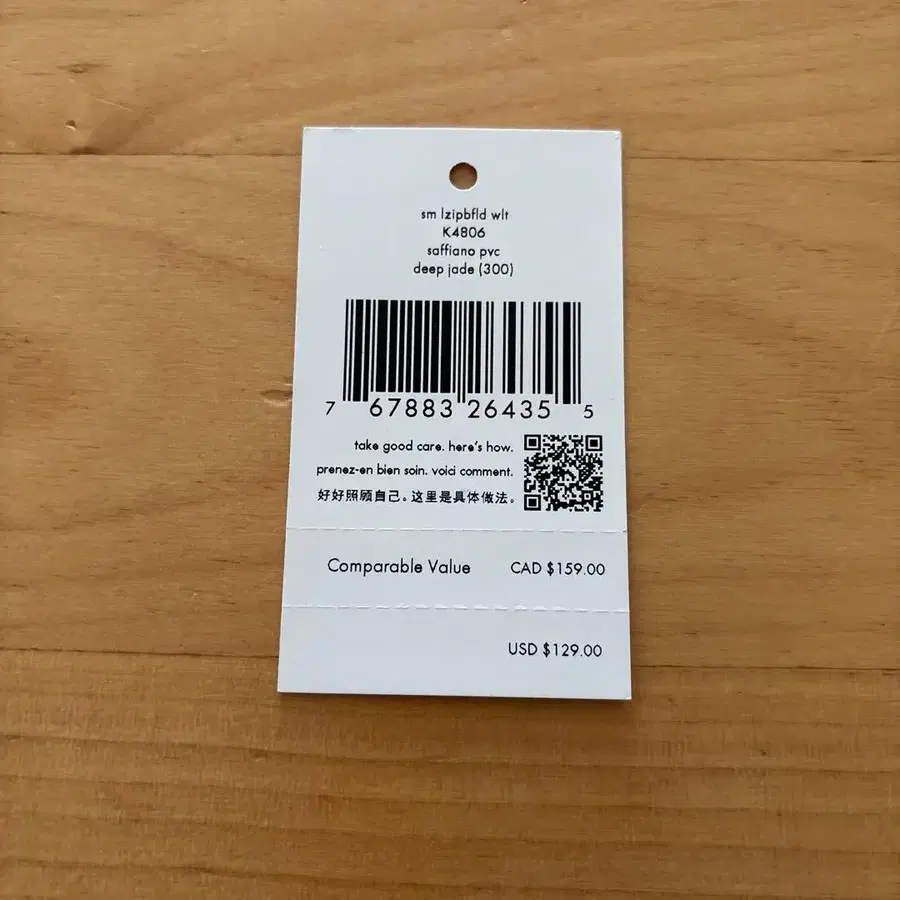 sm lzipbfld wlt
K4806
saffiano pvc
deep jade (300)
7 67883 26435 5
take good care. here's how.
prenez-en bien soin. voici comment.
好好照顾自己。这里是具体做法。
Comparable Value CAD $159.00
USD $129.00